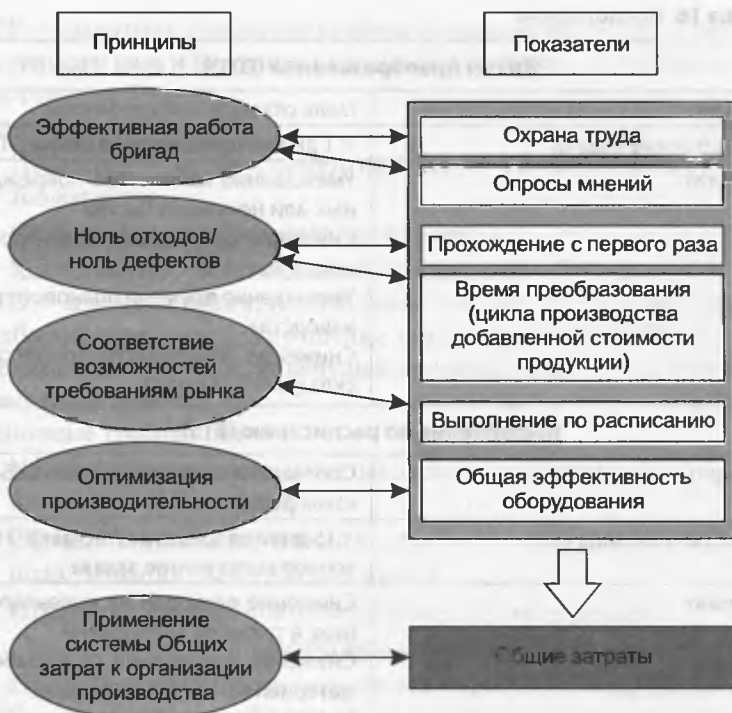 Принципы
Показатели
Эффективная работа
бригад
Охрана труда
Опросы мнений
Ноль отходов/
ноль дефектов
Прохождение с первого раза
Время преобразования
(цикла производства
добавленной стоимости
продукции)
Соответствие
возможностей
требованиям рынка
Выполнение по расписанию
Оптимизация
производительности
Общая эффективность
оборудования
Применение
системы Общих
затрат к организации
производства
Общие затраты